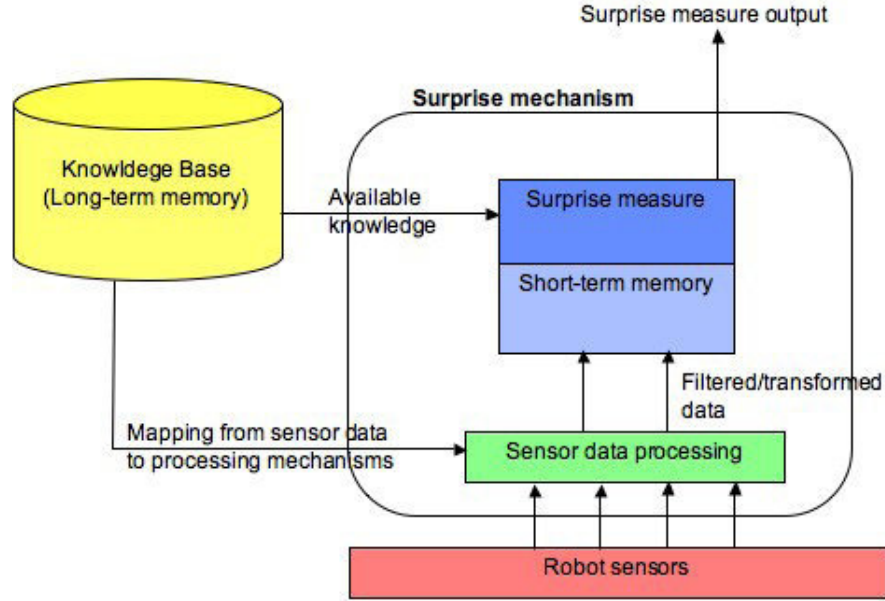 Surprise measure output
Surprise mechanism
Knowldege Base
(Long-term memory)
Available
knowledge
Surprise measure
Short-term memory
Filtered/transformed
data
Mapping from sensor data
to processing mechanisms
Sensor data processing
Robot sensors